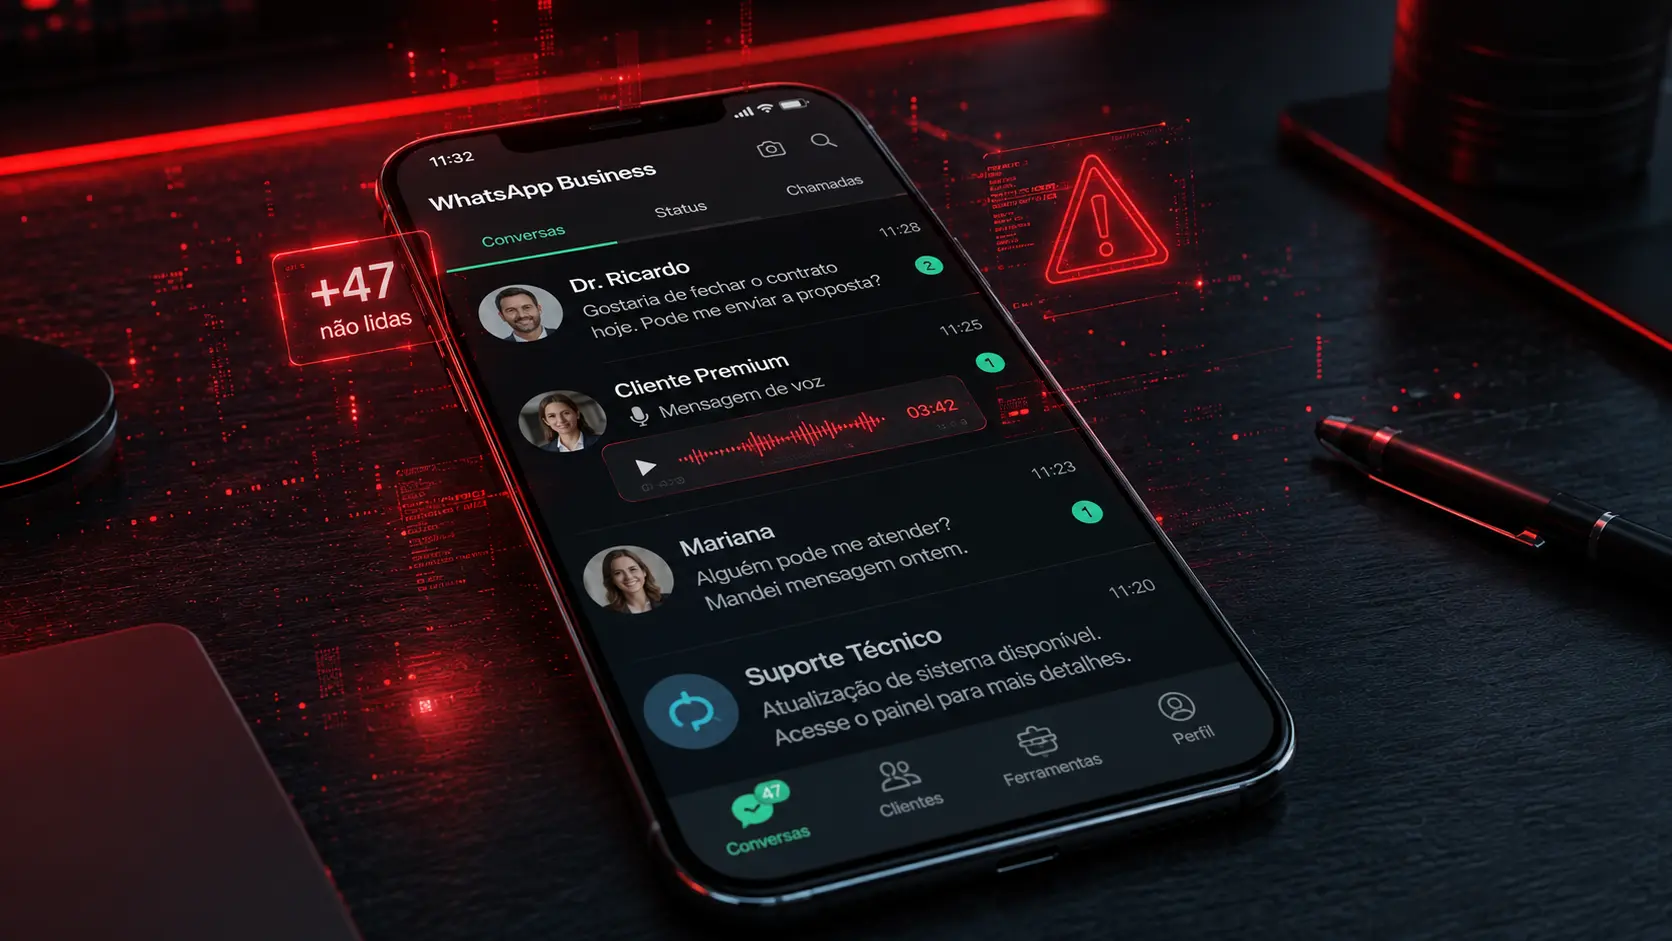 11:32
WhatsApp Business
Conversas
Status
Chamadas
+47
não lidas
Dr. Ricardo
11:28
Gostaria de fechar o contrato
hoje. Pode me enviar a proposta?
2
Cliente Premium
11:25
Mensagem de voz
1
03:42
Mariana
11:23
Alguém pode me atender?
Mandei mensagem ontem.
1
Suporte Técnico
11:20
Atualização de sistema disponível.
Acesse o painel para mais detalhes.
47
Conversas
Clientes
Ferramentas
Perfil